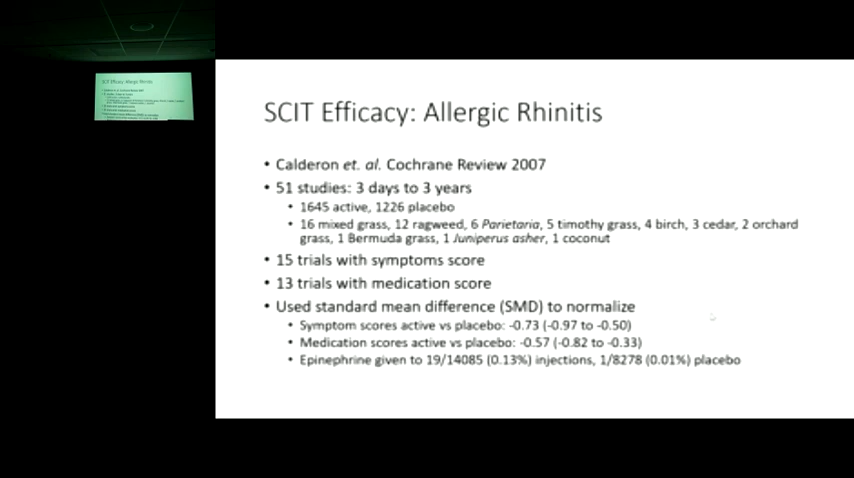 SCIT Efficacy: Allergic Rhinitis
• Calderon et. al. Cochrane Review 2007
• 51 studies: 3 days to 3 years
• 1645 active, 1226 placebo
• 16 mixed grass, 12 ragweed, 6 Parietaria, 5 timothy grass, 4 birch, 3 cedar, 2 orchard
grass, 1 Bermuda grass, 1 Juniperus asher, 1 coconut
• 15 trials with symptoms score
• 13 trials with medication score
• Used standard mean difference (SMD) to normalize
• Symptom scores active vs placebo: -0.73 (-0.97 to -0.50)
• Medication scores active vs placebo: -0.57 (-0.82 to -0.33)
• Epinephrine given to 19/14085 (0.13%) injections, 1/8278 (0.01%) placebo
SCIT Efficacy: Allergic Rhinitis